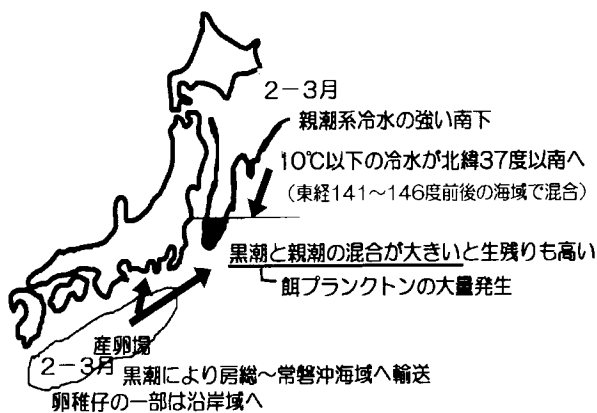 2－3月
親潮系冷水の強い南下
10℃以下の冷水が北緯37度以南へ
（東経141～146度前後の海域で混合）
黒潮と親潮の混合が大きいと生残りも高い
餌プランクトンの大量発生
産卵場
2－3月
黒潮により房総～常磐沖海域へ輸送
卵稚仔の一部は沿岸域へ